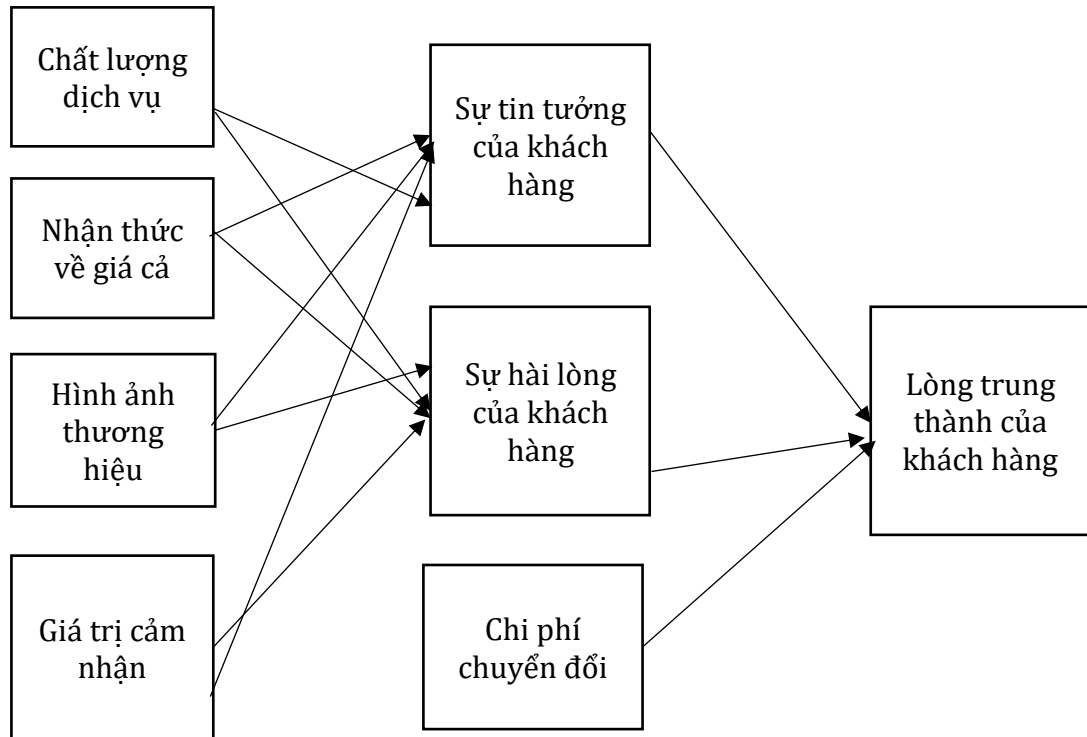 Chất lượng
dịch vụ
Nhận thức
về giá cả
Hình ảnh
thương
hiệu
Giá trị cảm
nhận
Sự tin tưởng
của khách
hàng
Sự hài lòng
của khách
hàng
Chi phí
chuyển đổi
Lòng trung
thành của
khách hàng